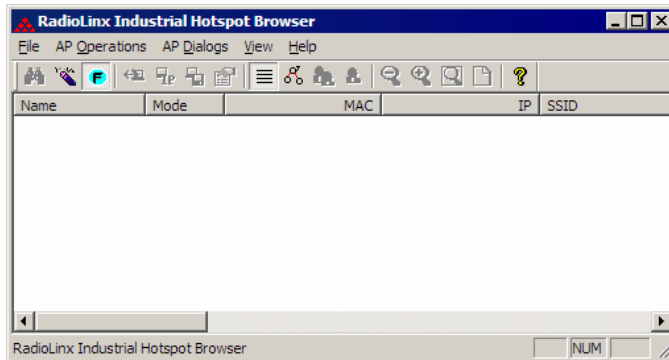 RadioLinx Industrial Hotspot Browser
File AP Operations AP Dialogs View Help
F IP ?
Name Mode MAC IP SSID
RadioLinx Industrial Hotspot Browser NUM